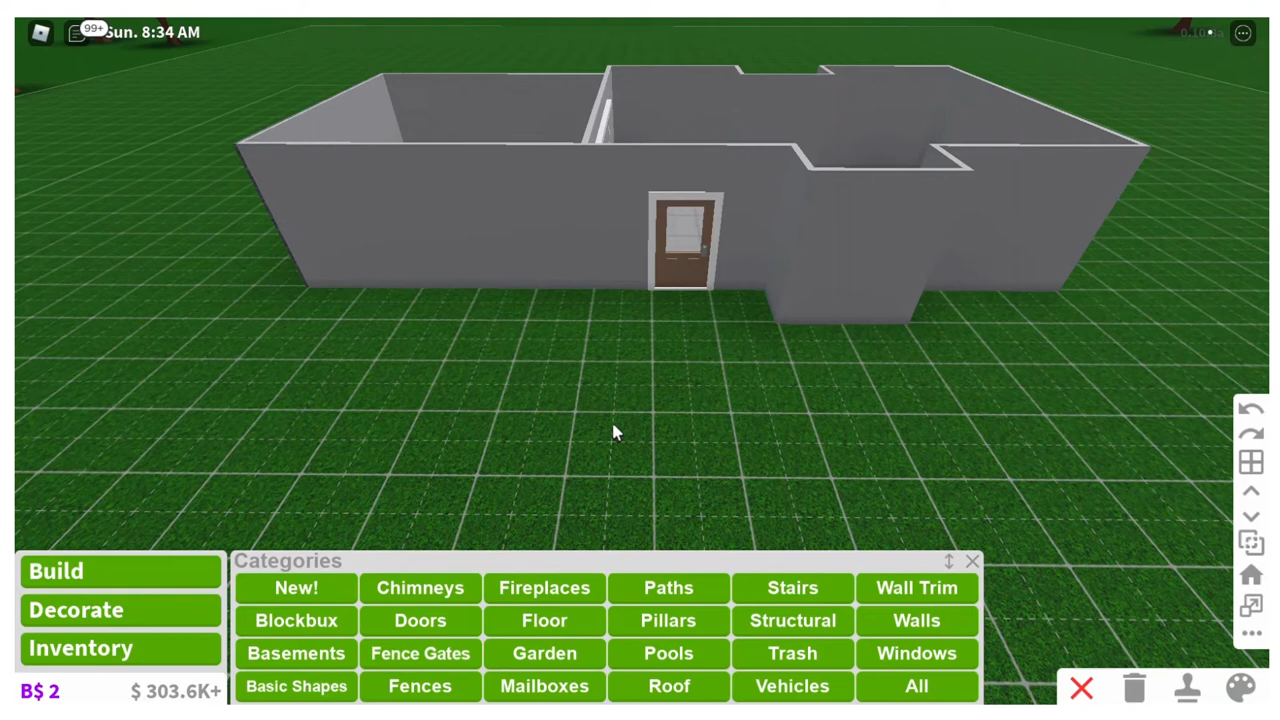 99+
Sun. 8:34 AM
Build
Decorate
Inventory
B$ 2
$ 303.6K+
Categories
New! Chimneys Fireplaces Paths Stairs Wall Trim
Blockbux Doors Floor Pillars Structural Walls
Basements Fence Gates Garden Pools Trash Windows
Basic Shapes Fences Mailboxes Roof Vehicles All